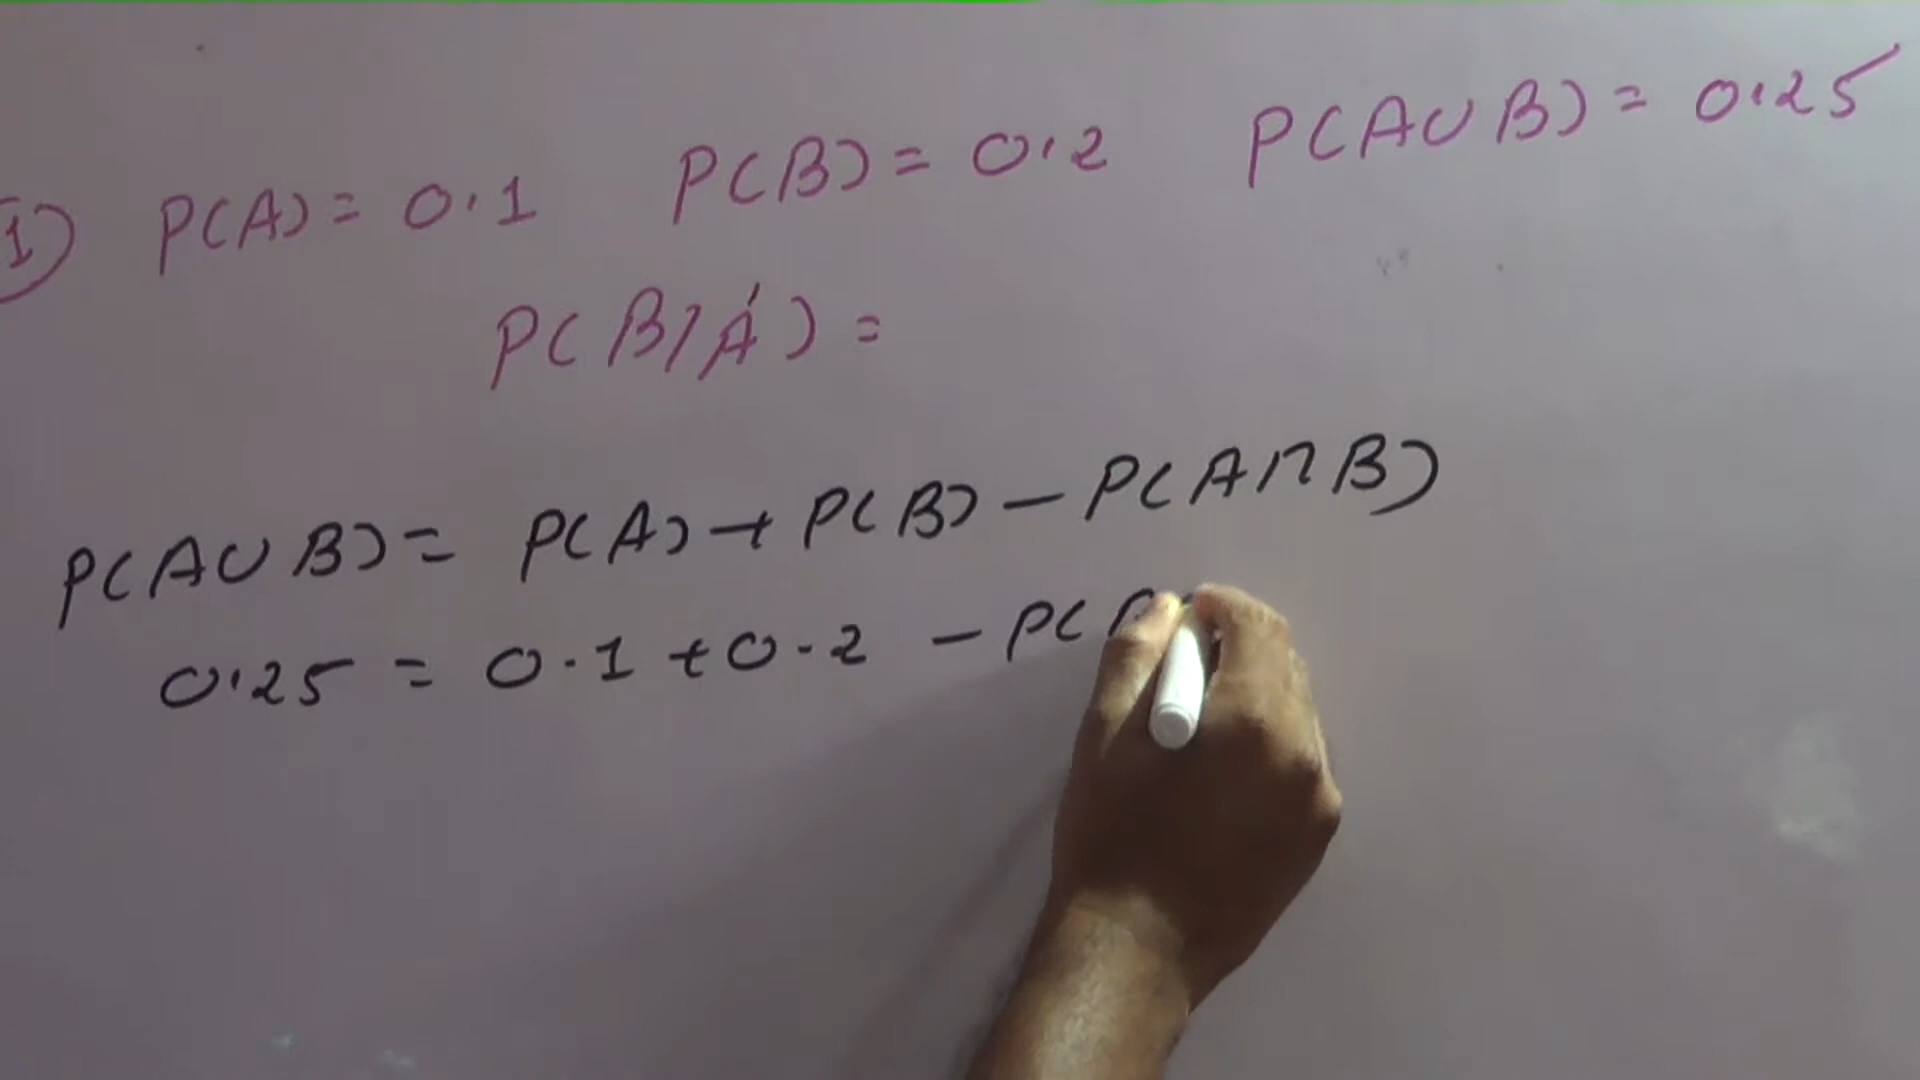 1) P(A) = 0.1 P(B) = 0.2 P(A∪B) = 0.25
P(B/A') =
P(A∪B) = P(A) + P(B) - P(A∩B)
0.25 = 0.1 + 0.2 - P(